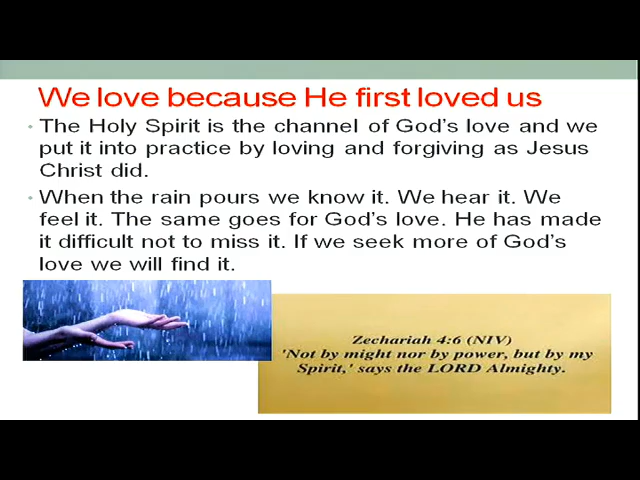 We love because He first loved us
• The Holy Spirit is the channel of God's love and we
put it into practice by loving and forgiving as Jesus
Christ did.
• When the rain pours we know it. We hear it. We
feel it. The same goes for God's love. He has made
it difficult not to miss it. If we seek more of God's
love we will find it.
Zechariah 4:6 (NIV)
'Not by might nor by power, but by my
Spirit,' says the LORD Almighty.